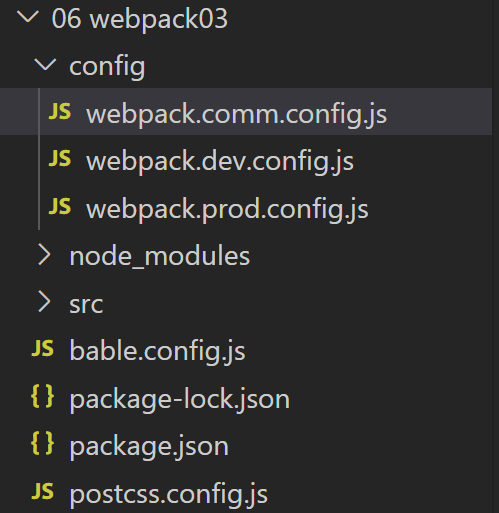 06 webpack03
config
JS webpack.comm.config.js
JS webpack.dev.config.js
JS webpack.prod.config.js
node_modules
src
JS bable.config.js
{ } package-lock.json
{ } package.json
JS postcss.config.js